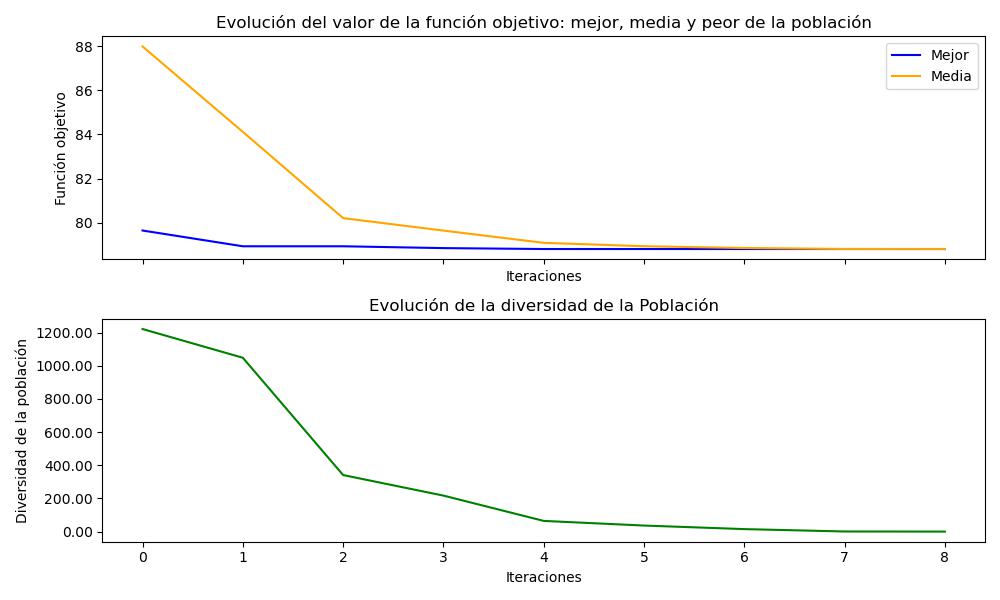 Evolución del valor de la función objetivo: mejor, media y peor de la población
88
86
84
82
80
Función objetivo
Mejor
Media
Iteraciones
Evolución de la diversidad de la Población
1200.00
1000.00
800.00
600.00
400.00
200.00
0.00
Diversidad de la población
0 1 2 3 4 5 6 7 8
Iteraciones